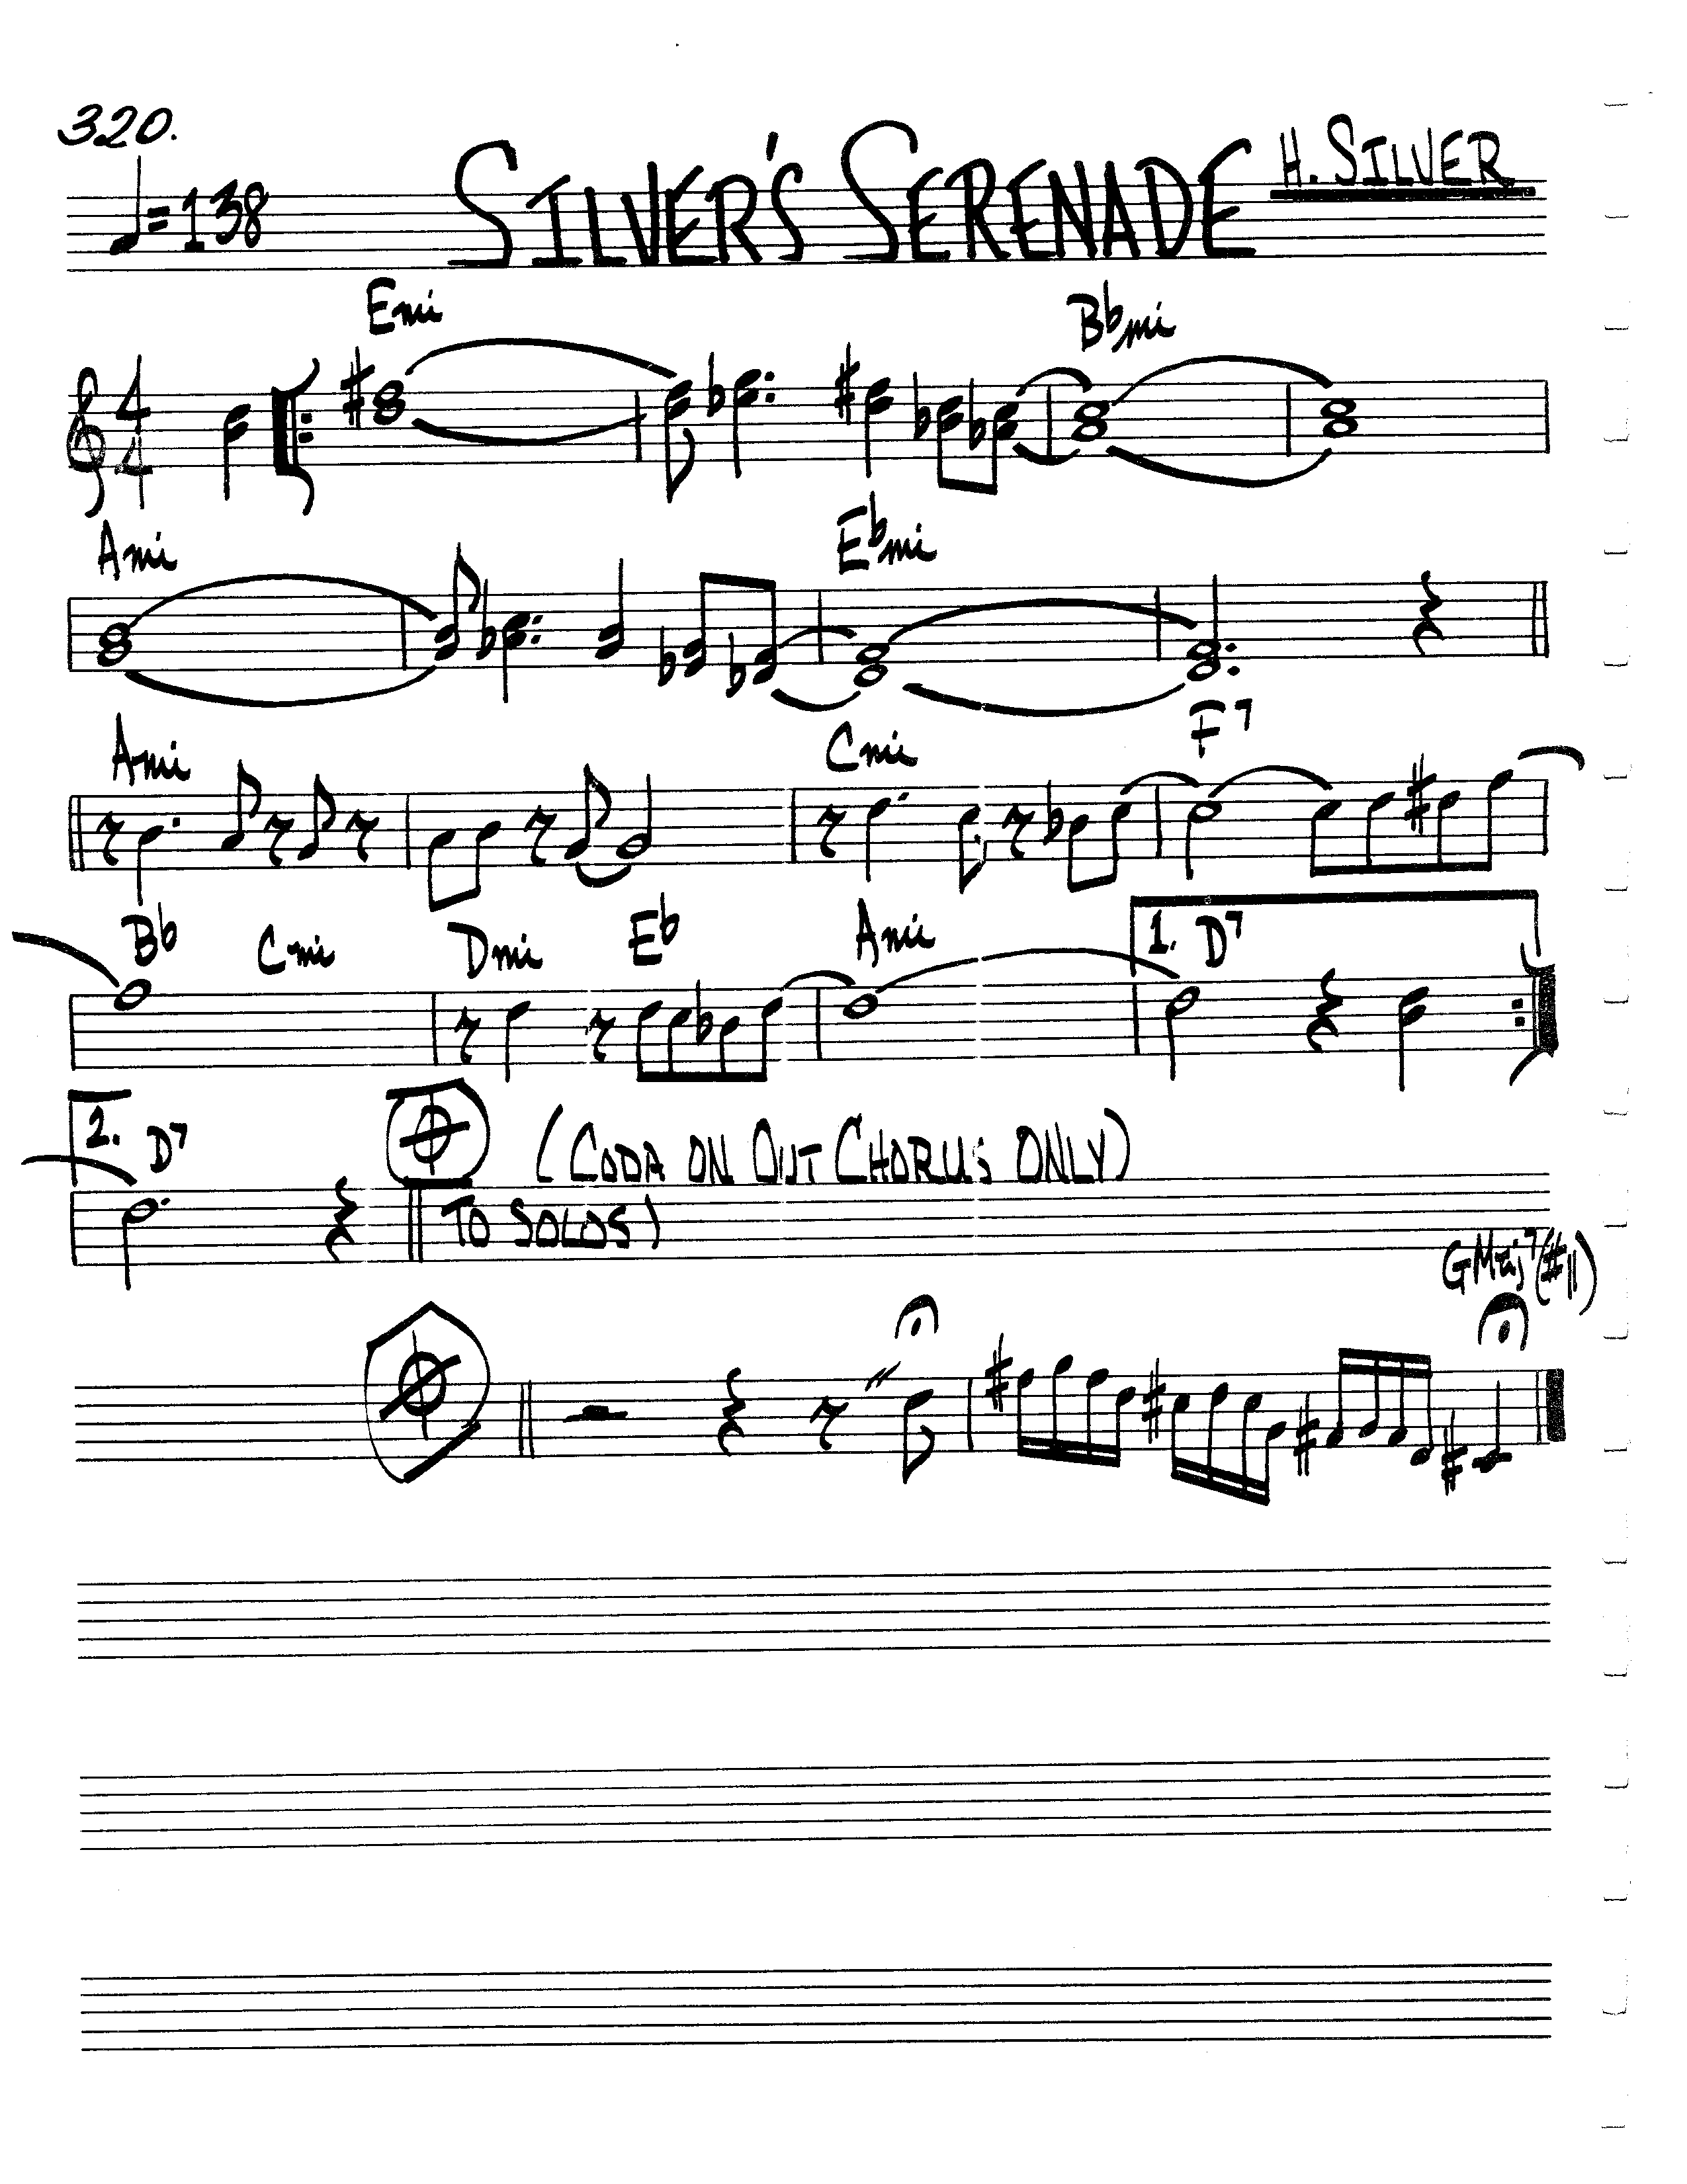 320.
♩=138 SILVER'S SERENADE H. SILVER
Emi B♭mi
4
4
Ami E♭mi
Ami Cmi F7
B♭ Cmi Dmi E♭ Ami 1. D7
2. D7 (CODA ON OUT CHORUS ONLY)
TO SOLOS)
GMaj7(#11)